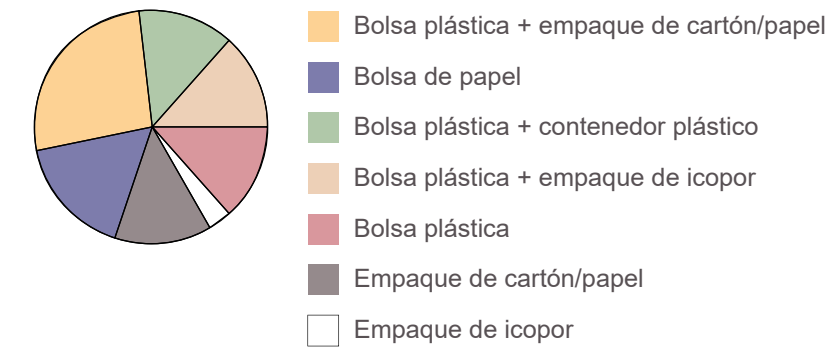 Bolsa plástica + empaque de cartón/papel
Bolsa de papel
Bolsa plástica + contenedor plástico
Bolsa plástica + empaque de icopor
Bolsa plástica
Empaque de cartón/papel
Empaque de icopor